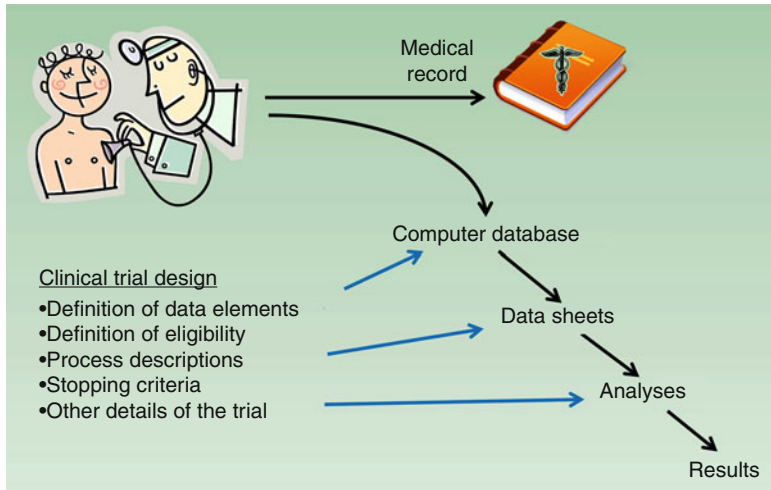 Medical
record
Computer database
Clinical trial design
•Definition of data elements
•Definition of eligibility
•Process descriptions
•Stopping criteria
•Other details of the trial
Data sheets
Analyses
Results